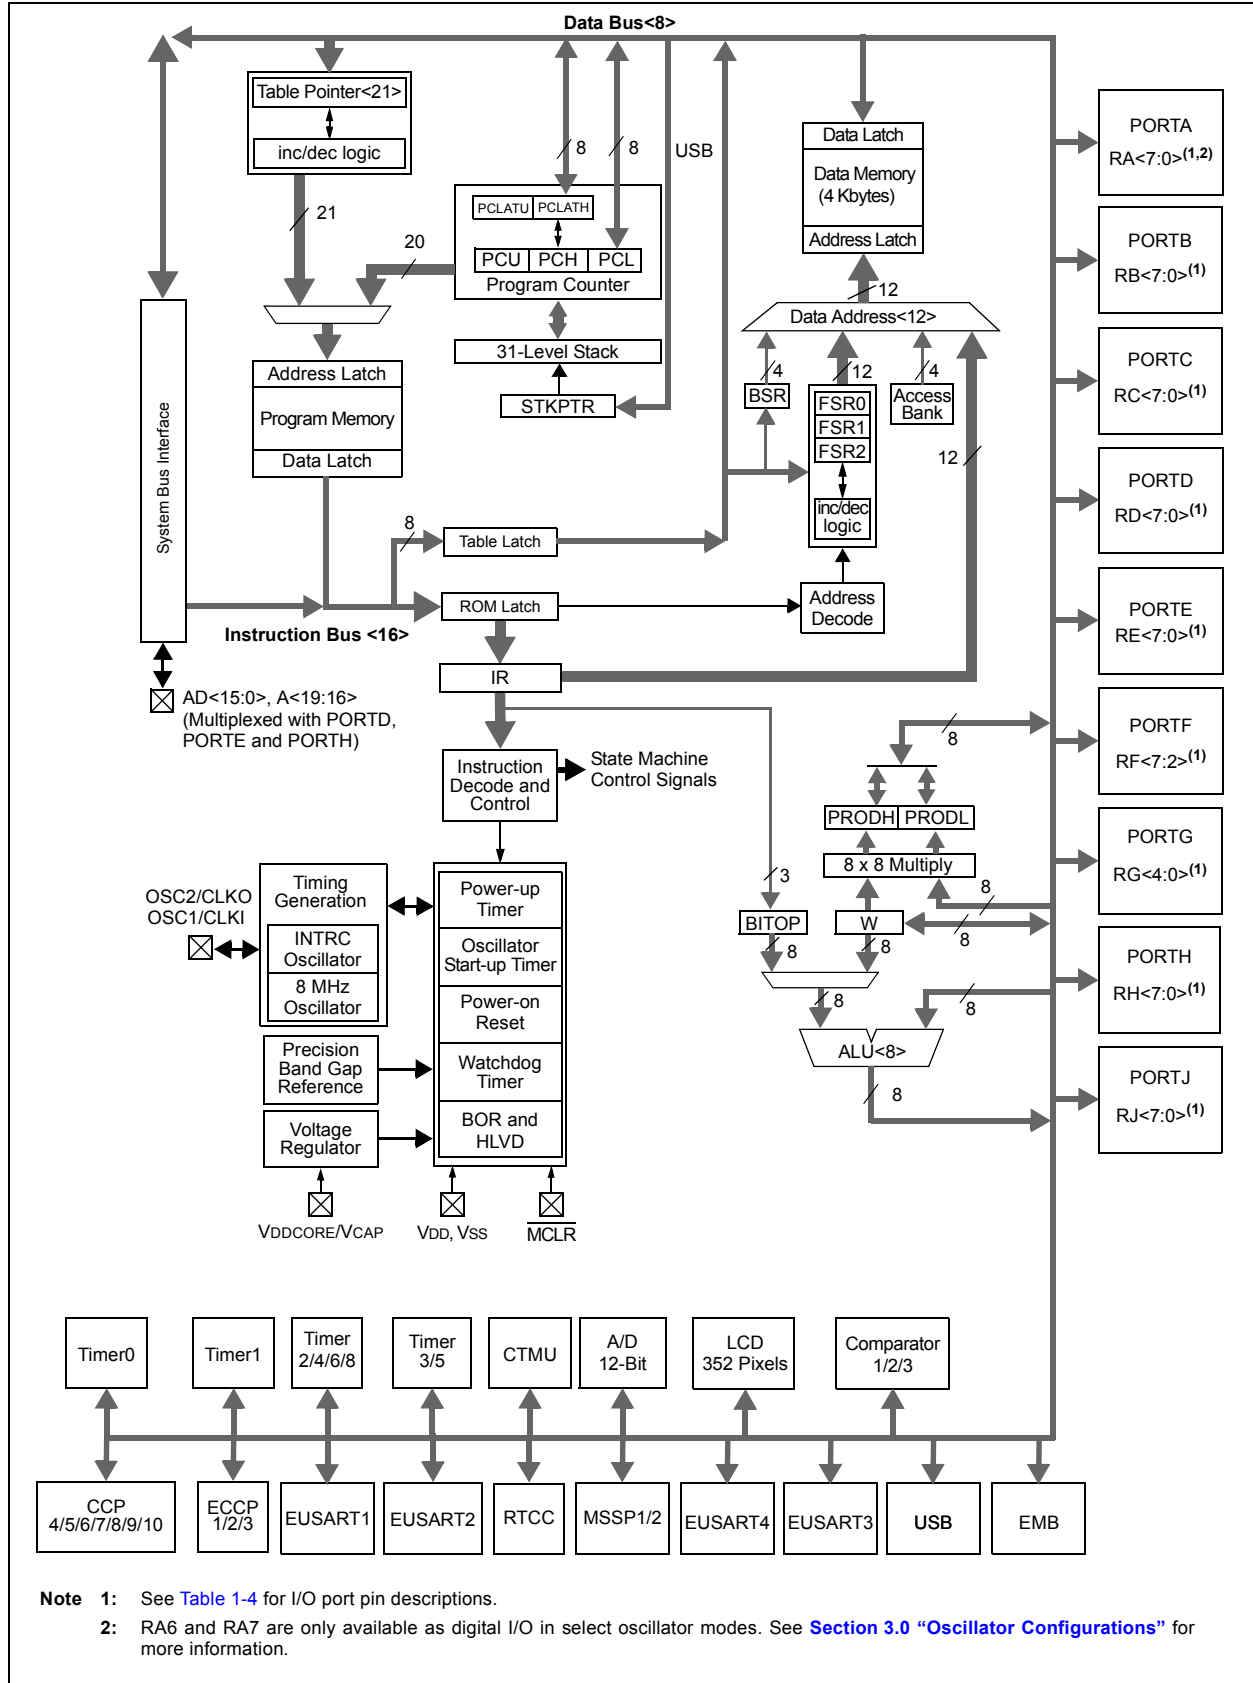 Data Bus<8>
Table Pointer<21>
inc/dec logic
21
20
8
8
USB
PCLATU PCLATH
PCU PCH PCL
Program Counter
31-Level Stack
STKPTR
Data Latch
Data Memory
(4 Kbytes)
Address Latch
12
Data Address<12>
4
12
4
BSR
FSR0
FSR1
FSR2
inc/dec
logic
Access
Bank
12
Address
Decode
System Bus Interface
Address Latch
Program Memory
Data Latch
8
Table Latch
ROM Latch
Instruction Bus <16>
IR
AD<15:0>, A<19:16>
(Multiplexed with PORTD,
PORTE and PORTH)
Instruction
Decode and
Control
State Machine
Control Signals
8
PRODH PRODL
8 x 8 Multiply
3
8
BITOP
W
8
8
8
8
8
ALU<8>
8
OSC2/CLKO
OSC1/CLKI
Timing
Generation
INTRC
Oscillator
8 MHz
Oscillator
Precision
Band Gap
Reference
Voltage
Regulator
Power-up
Timer
Oscillator
Start-up Timer
Power-on
Reset
Watchdog
Timer
BOR and
HLVD
VDDCORE/VCAP
VDD, VSS
MCLR
PORTA
RA<7:0>(1,2)
PORTB
RB<7:0>(1)
PORTC
RC<7:0>(1)
PORTD
RD<7:0>(1)
PORTE
RE<7:0>(1)
PORTF
RF<7:2>(1)
PORTG
RG<4:0>(1)
PORTH
RH<7:0>(1)
PORTJ
RJ<7:0>(1)
Timer0
Timer1
Timer
2/4/6/8
Timer
3/5
CTMU
A/D
12-Bit
LCD
352 Pixels
Comparator
1/2/3
CCP
4/5/6/7/8/9/10
ECCP
1/2/3
EUSART1
EUSART2
RTCC
MSSP1/2
EUSART4
EUSART3
USB
EMB
Note 1: See Table 1-4 for I/O port pin descriptions.
2: RA6 and RA7 are only available as digital I/O in select oscillator modes. See Section 3.0 “Oscillator Configurations” for
more information.